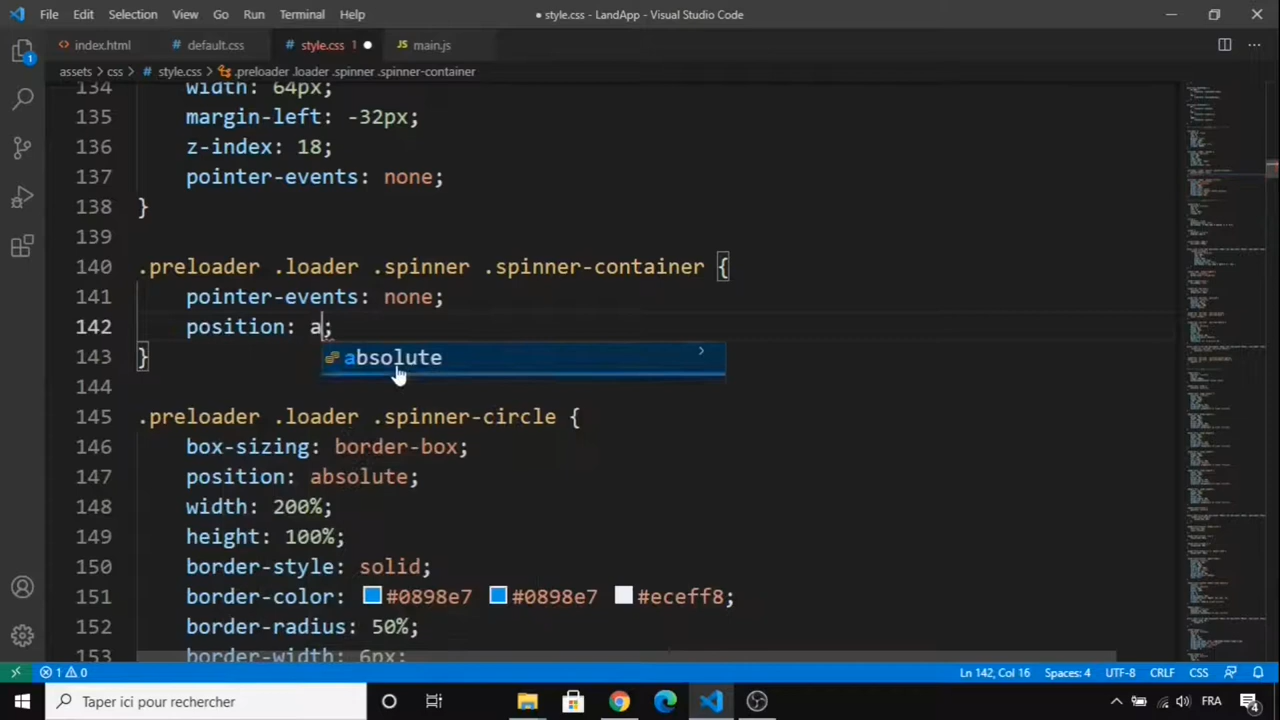 File Edit Selection View Go Run Terminal Help ● style.css - LandApp - Visual Studio Code
index.html # default.css # style.css 1 ● JS main.js
assets > css > # style.css > .preloader .loader .spinner .spinner-container
134 width: 64px;
135 margin-left: -32px;
136 z-index: 18;
137 pointer-events: none;
138 }
139
140 .preloader .loader .spinner .spinner-container {
141 pointer-events: none;
142 position: a;
absolute
143 }
144
145 .preloader .loader .spinner-circle {
146 box-sizing: border-box;
147 position: absolute;
148 width: 200%;
149 height: 100%;
150 border-style: solid;
151 border-color: #0898e7 #0898e7 #eceff8;
152 border-radius: 50%;
153 border-width: 6px;
1 0 Ln 142, Col 16 Spaces: 4 UTF-8 CRLF CSS
Taper ici pour rechercher FRA 4